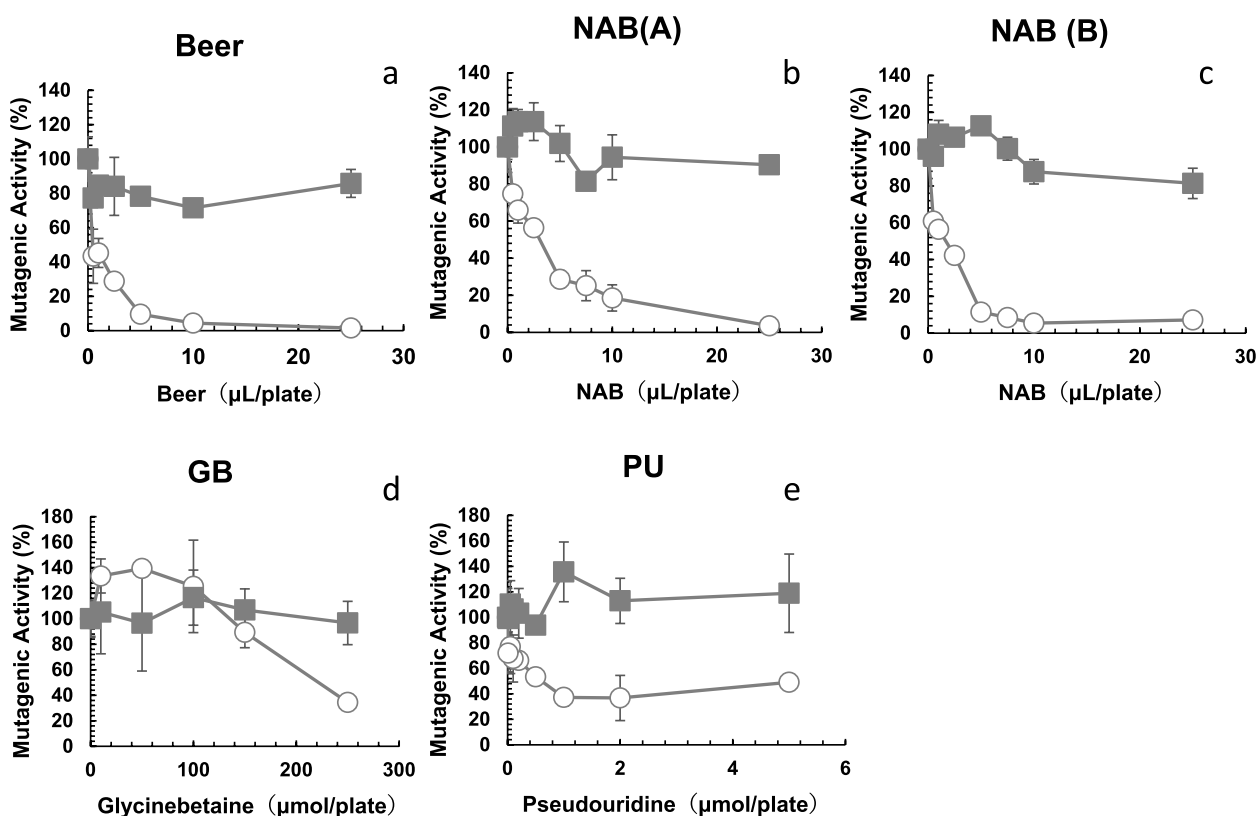 Beer
a
Mutagenic Activity (%)
140
120
100
80
60
40
20
0
0 10 20 30
Beer（μL/plate）
NAB(A)
b
Mutagenic Activity (%)
140
120
100
80
60
40
20
0
0 10 20 30
NAB（μL/plate）
NAB (B)
c
Mutagenic Activity (%)
140
120
100
80
60
40
20
0
0 10 20 30
NAB（μL/plate）
GB
d
Mutagenic Activity (%)
180
160
140
120
100
80
60
40
20
0
0 100 200 300
Glycinebetaine（μmol/plate）
PU
e
Mutagenic Activity (%)
180
160
140
120
100
80
60
40
20
0
0 2 4 6
Pseudouridine（μmol/plate）